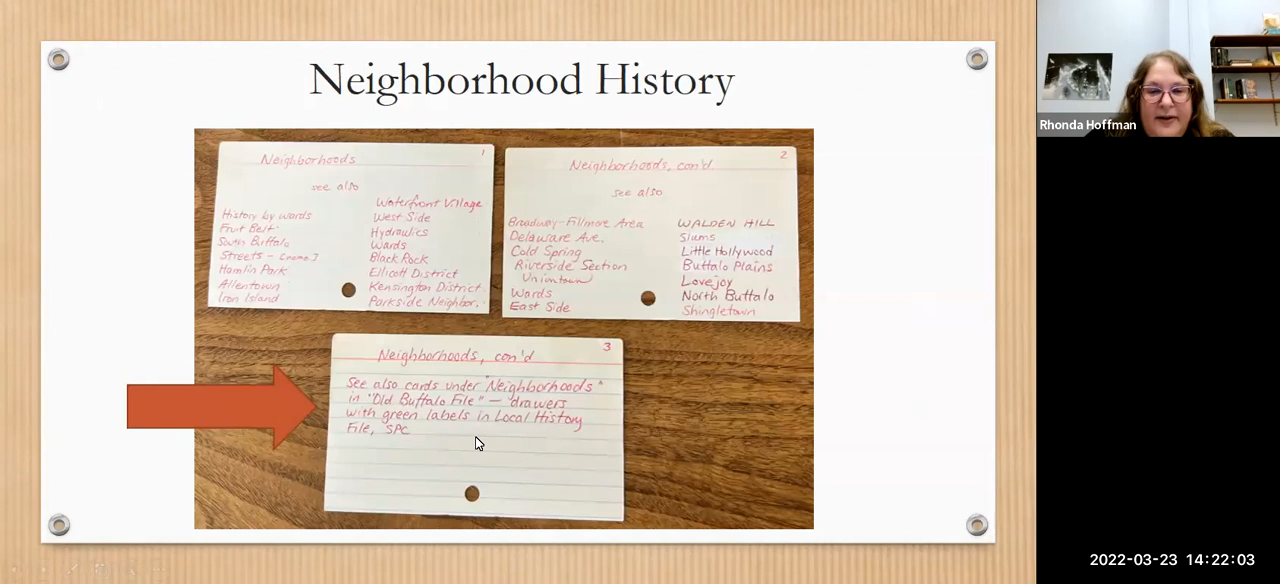 Neighborhood History
Neighborhoods
1
see also
History by wards
Fruit Belt
South Buffalo
Streets - [name]
Hamlin Park
Allentown
Iron Island
Waterfront Village
West Side
Hydraulics
Wards
Black Rock
Ellicott District
Kensington District
Parkside Neighbor.
Neighborhoods, con'd
2
see also
Broadway-Fillmore Area
Delaware Ave.
Cold Spring
Riverside Section
Uniontown
Wards
East Side
WALDEN HILL
Slums
Little Hollywood
Buffalo Plains
Lovejoy
North Buffalo
Shingletown
Neighborhoods, con'd
3
See also cards under "Neighborhoods"
in "Old Buffalo File" — drawers
with green labels in Local History
File, SPC
Rhonda Hoffman
2022-03-23 14:22:03